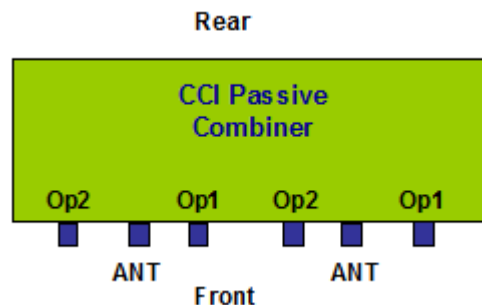 Rear
CCI Passive
Combiner
Op2 Op1 Op2 Op1
ANT ANT
Front